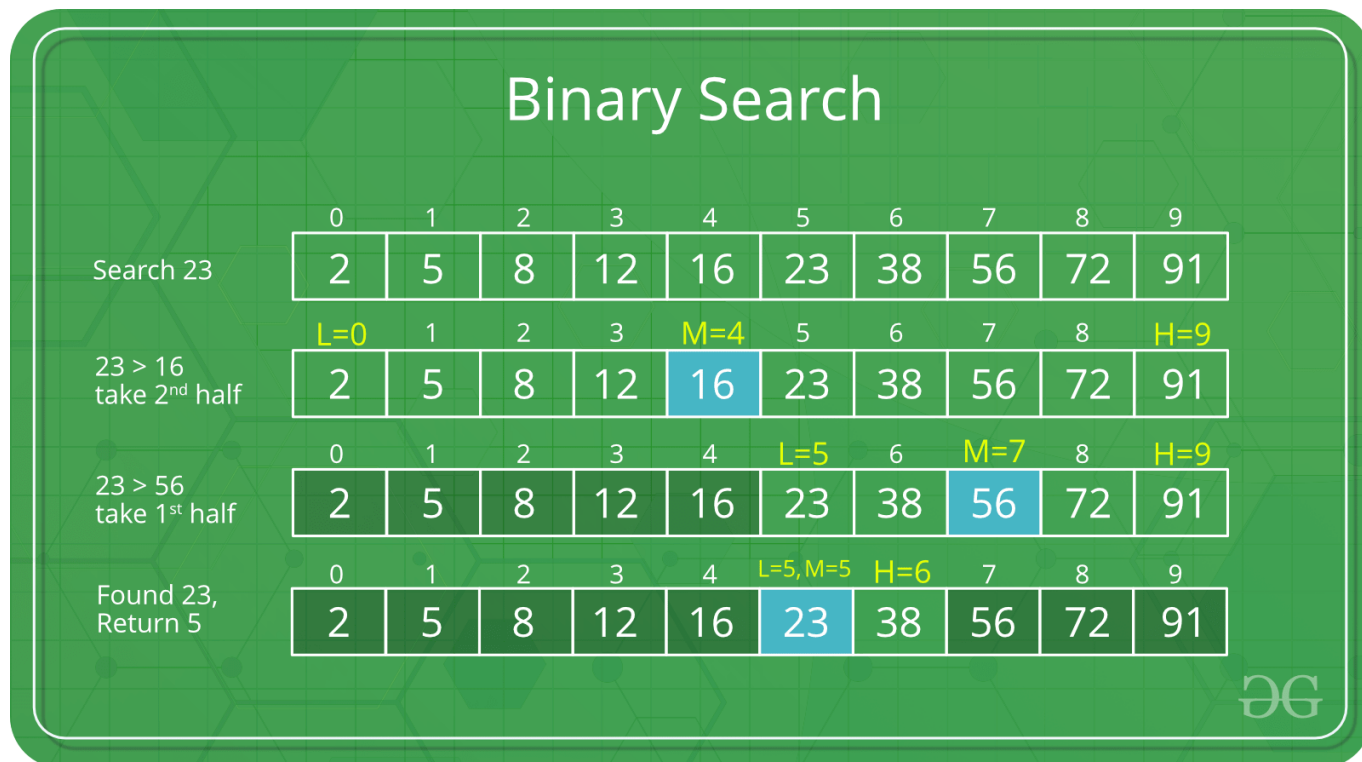 Binary Search
0 1 2 3 4 5 6 7 8 9
Search 23
2 5 8 12 16 23 38 56 72 91
L=0 1 2 3 M=4 5 6 7 8 H=9
23 > 16
take 2nd half
2 5 8 12 16 23 38 56 72 91
0 1 2 3 4 L=5 6 M=7 8 H=9
23 > 56
take 1st half
2 5 8 12 16 23 38 56 72 91
0 1 2 3 4 L=5, M=5 H=6 7 8 9
Found 23,
Return 5
2 5 8 12 16 23 38 56 72 91